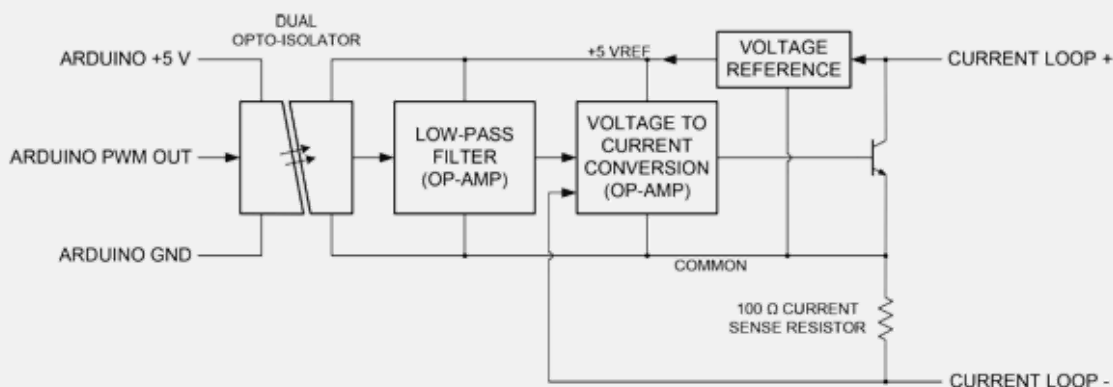 DUAL
OPTO-ISOLATOR
ARDUINO +5 V
+5 VREF
VOLTAGE
REFERENCE
CURRENT LOOP +
ARDUINO PWM OUT
LOW-PASS
FILTER
(OP-AMP)
VOLTAGE TO
CURRENT
CONVERSION
(OP-AMP)
ARDUINO GND
COMMON
100 Ω CURRENT
SENSE RESISTOR
CURRENT LOOP -